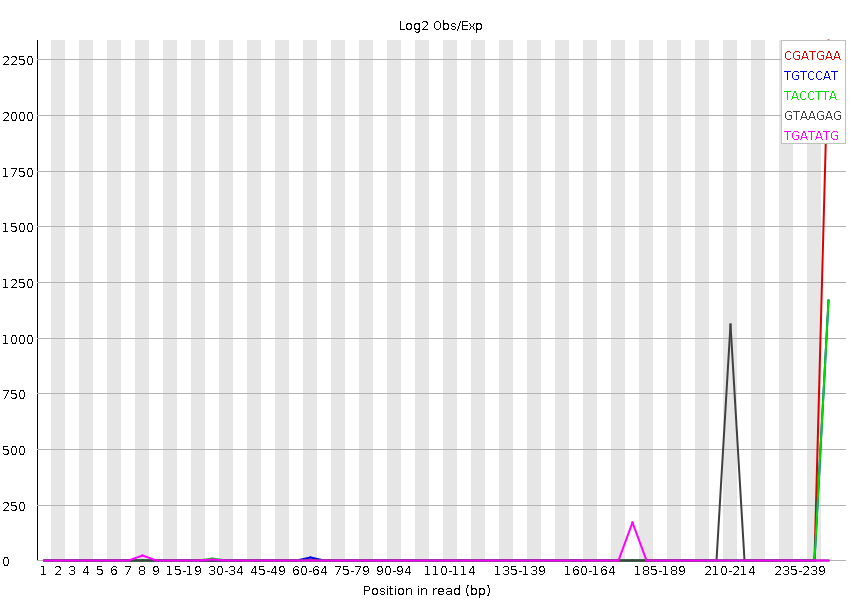 Log2 Obs/Exp
2250
2000
1750
1500
1250
1000
750
500
250
0
CGATGAA
TGTCCAT
TACCTTA
GTAAGAG
TGATATG
1 2 3 4 5 6 7 8 9 15-19 30-34 45-49 60-64 75-79 90-94 110-114 135-139 160-164 185-189 210-214 235-239
Position in read (bp)